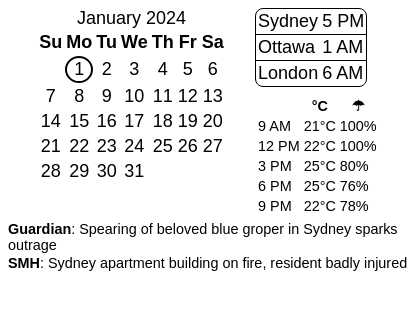 January 2024
Su Mo Tu We Th Fr Sa
1 2 3 4 5 6
7 8 9 10 11 12 13
14 15 16 17 18 19 20
21 22 23 24 25 26 27
28 29 30 31
Sydney 5 PM
Ottawa 1 AM
London 6 AM
°C ☂
9 AM 21°C 100%
12 PM 22°C 100%
3 PM 25°C 80%
6 PM 25°C 76%
9 PM 22°C 78%
Guardian: Spearing of beloved blue groper in Sydney sparks
outrage
SMH: Sydney apartment building on fire, resident badly injured